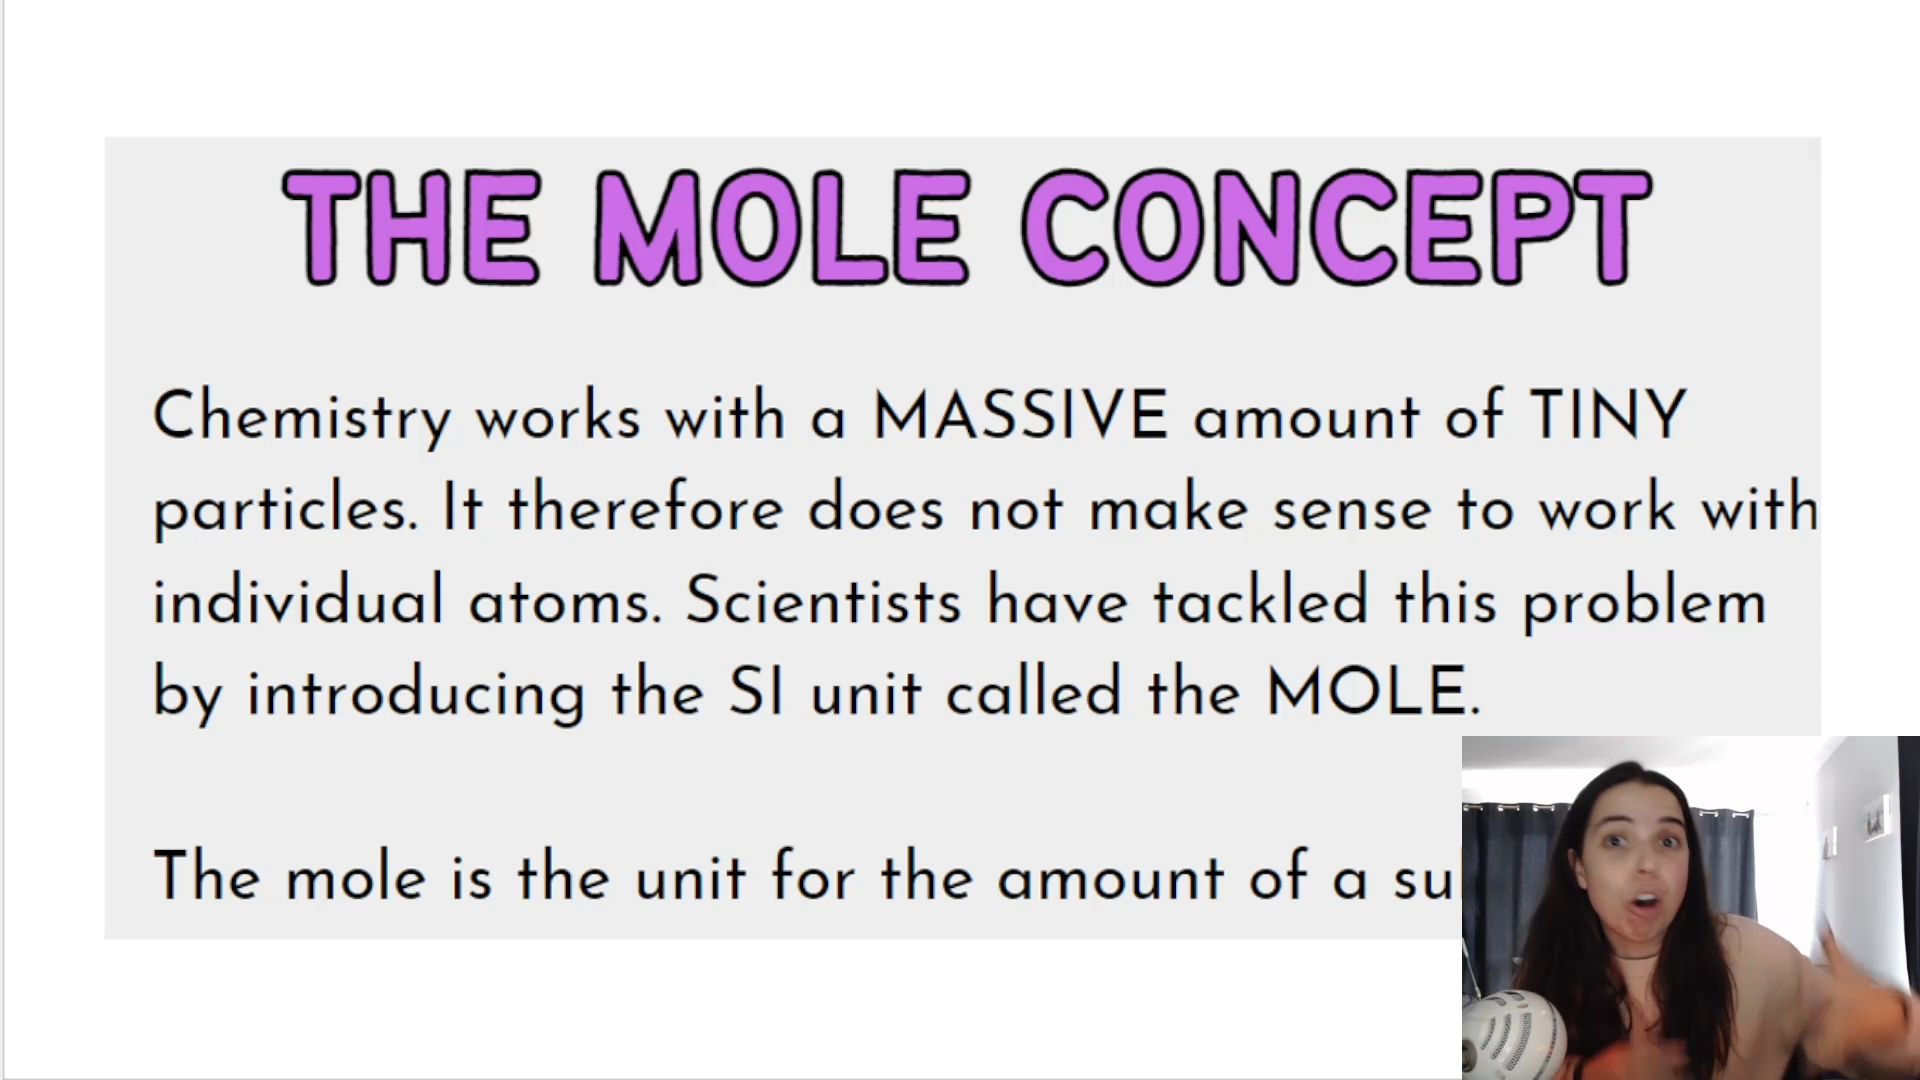 THE MOLE CONCEPT
Chemistry works with a MASSIVE amount of TINY
particles. It therefore does not make sense to work with
individual atoms. Scientists have tackled this problem
by introducing the SI unit called the MOLE.
The mole is the unit for the amount of a